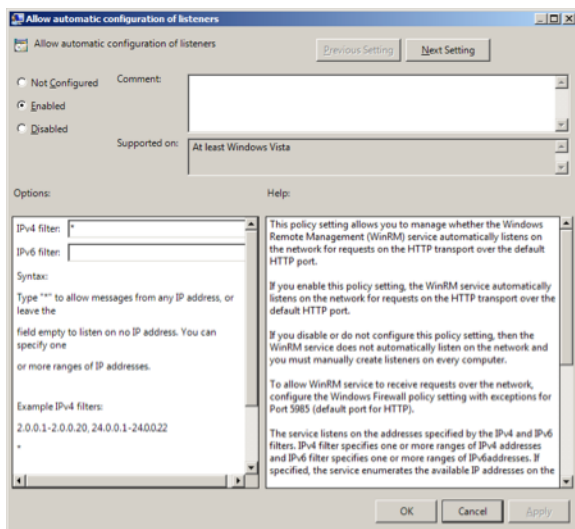 Allow automatic configuration of listeners
Allow automatic configuration of listeners
Previous Setting
Next Setting
Not Configured
Comment:
Enabled
Disabled
Supported on:
At least Windows Vista
Options:
Help:
IPv4 filter: *
IPv6 filter:
Syntax:
Type "*" to allow messages from any IP address, or
leave the
field empty to listen on no IP address. You can
specify one
or more ranges of IP addresses.
Example IPv4 filters:
2.0.0.1-2.0.0.20, 24.0.0.1-24.0.0.22
*
This policy setting allows you to manage whether the Windows
Remote Management (WinRM) service automatically listens on
the network for requests on the HTTP transport over the default
HTTP port.
If you enable this policy setting, the WinRM service automatically
listens on the network for requests on the HTTP transport over the
default HTTP port.
If you disable or do not configure this policy setting, then the
WinRM service does not automatically listen on the network and
you must manually create listeners on every computer.
To allow WinRM service to receive requests over the network,
configure the Windows Firewall policy setting with exceptions for
Port 5985 (default port for HTTP).
The service listens on the addresses specified by the IPv4 and IPv6
filters. IPv4 filter specifies one or more ranges of IPv4 addresses
and IPv6 filter specifies one or more ranges of IPv6addresses. If
specified, the service enumerates the available IP addresses on the
OK
Cancel
Apply